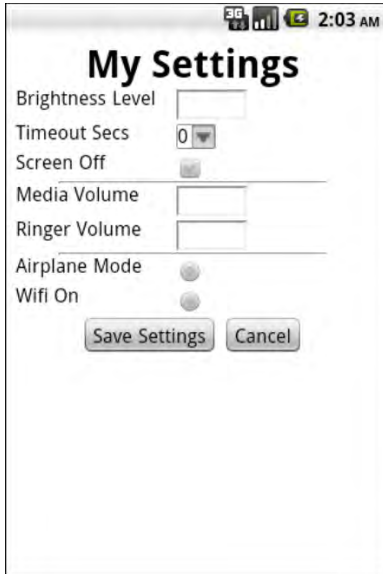 3G 2:03 AM
My Settings
Brightness Level
Timeout Secs 0
Screen Off
Media Volume
Ringer Volume
Airplane Mode
Wifi On
Save Settings Cancel